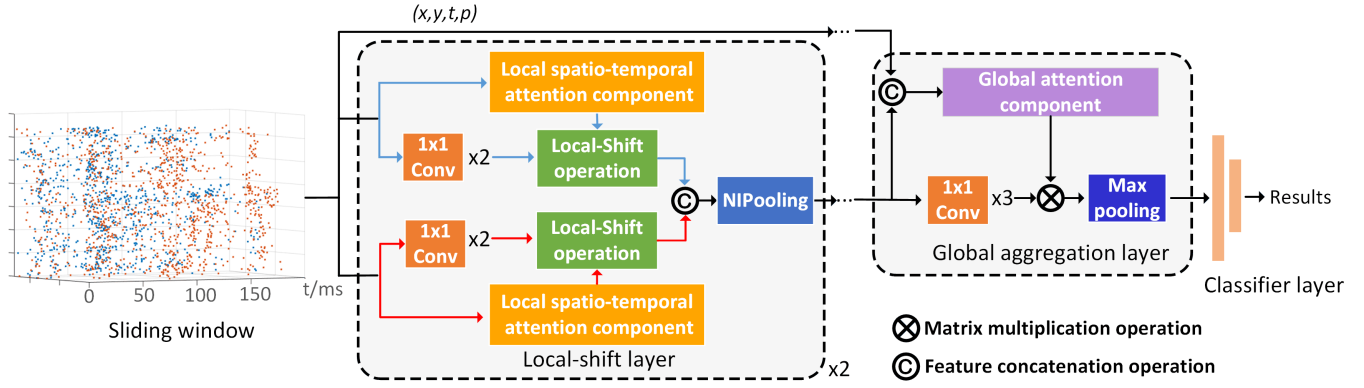 (x,y,t,p)
Local spatio-temporal
attention component
1x1
Conv
x2
Local-Shift
operation
C
NIPooling
1x1
Conv
x2
Local-Shift
operation
Local spatio-temporal
attention component
Local-shift layer
x2
0 50 100 150 t/ms
Sliding window
C
Global attention
component
1x1
Conv
x3
Max
pooling
Global aggregation layer
Results
Classifier layer
Matrix multiplication operation
C Feature concatenation operation